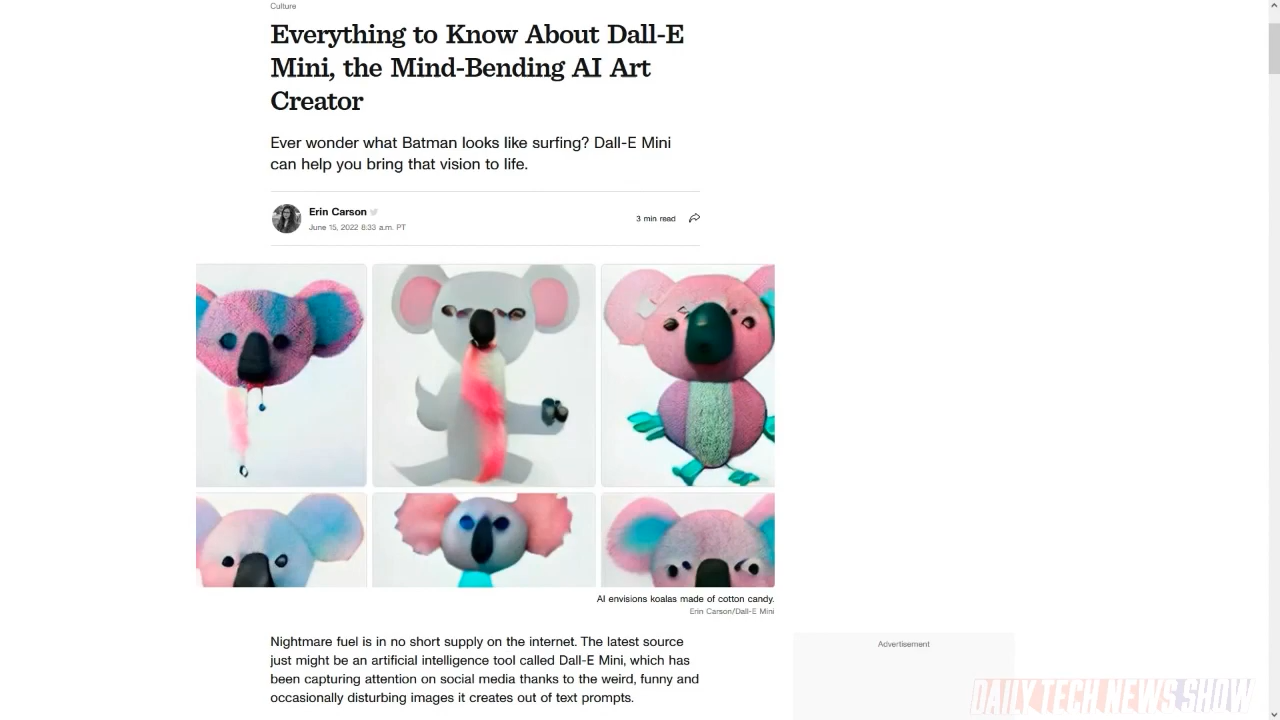 Culture
Everything to Know About Dall-E
Mini, the Mind-Bending AI Art
Creator
Ever wonder what Batman looks like surfing? Dall-E Mini
can help you bring that vision to life.
Erin Carson
June 15, 2022 8:33 a.m. PT
3 min read
AI envisions koalas made of cotton candy.
Erin Carson/Dall-E Mini
Nightmare fuel is in no short supply on the internet. The latest source
just might be an artificial intelligence tool called Dall-E Mini, which has
been capturing attention on social media thanks to the weird, funny and
occasionally disturbing images it creates out of text prompts.
Advertisement
DAILY TECH NEWS SHOW